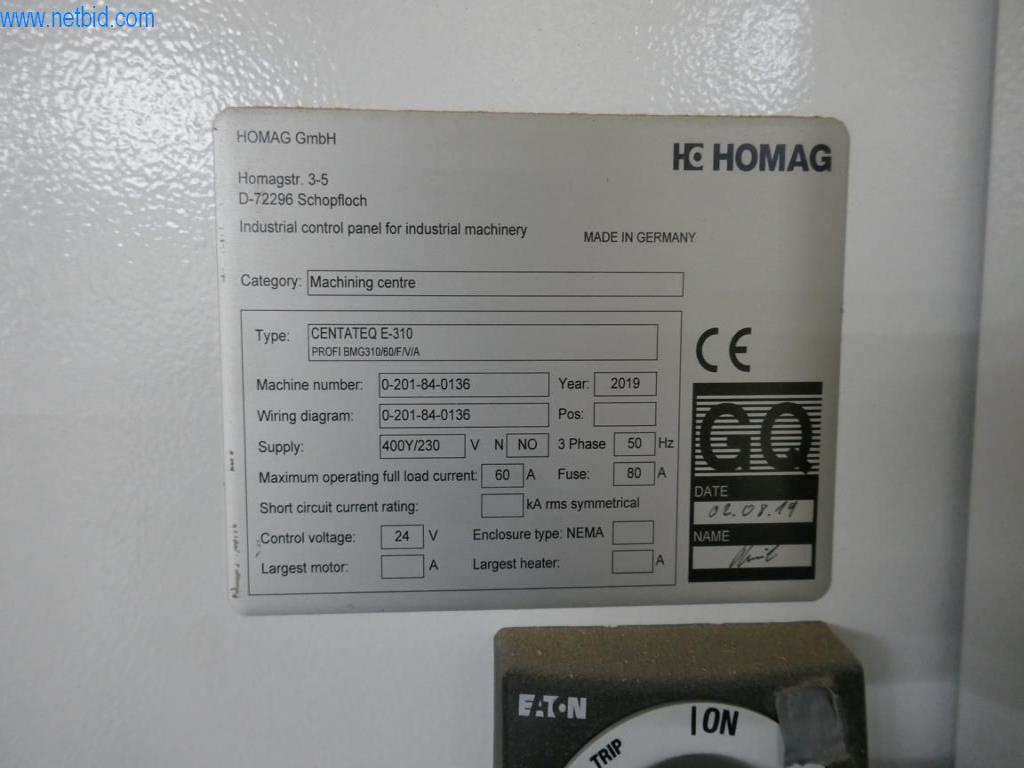 www.netbid.com
HOMAG GmbH
HOMAG
Homagstr. 3-5
D-72296 Schopfloch
Industrial control panel for industrial machinery
MADE IN GERMANY
Category: Machining centre
Type: CENTATEQ E-310
PROFI BMG310/60/F/V/A
CE
Machine number: 0-201-84-0136 Year: 2019
Wiring diagram: 0-201-84-0136 Pos:
Supply: 400Y/230 V N NO 3 Phase 50 Hz
Maximum operating full load current: 60 A Fuse: 80 A
Short circuit current rating: kA rms symmetrical
Control voltage: 24 V Enclosure type: NEMA
Largest motor: A Largest heater: A
GQ
DATE
02.08.19
NAME
EATON
ION
TRIP